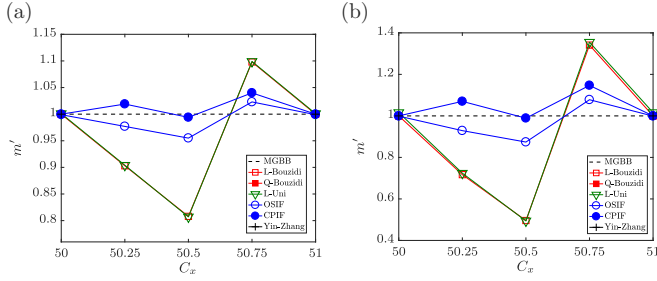 (a)
1.15
1.1
1.05
1
0.95
0.9
0.85
0.8
m′
50
50.25
50.5
50.75
51
C_x
MGBB
L-Bouzidi
Q-Bouzidi
L-Uni
OSIF
CPIF
Yin-Zhang
(b)
1.4
1.2
1
0.8
0.6
0.4
m′
50
50.25
50.5
50.75
51
C_x
MGBB
L-Bouzidi
Q-Bouzidi
L-Uni
OSIF
CPIF
Yin-Zhang